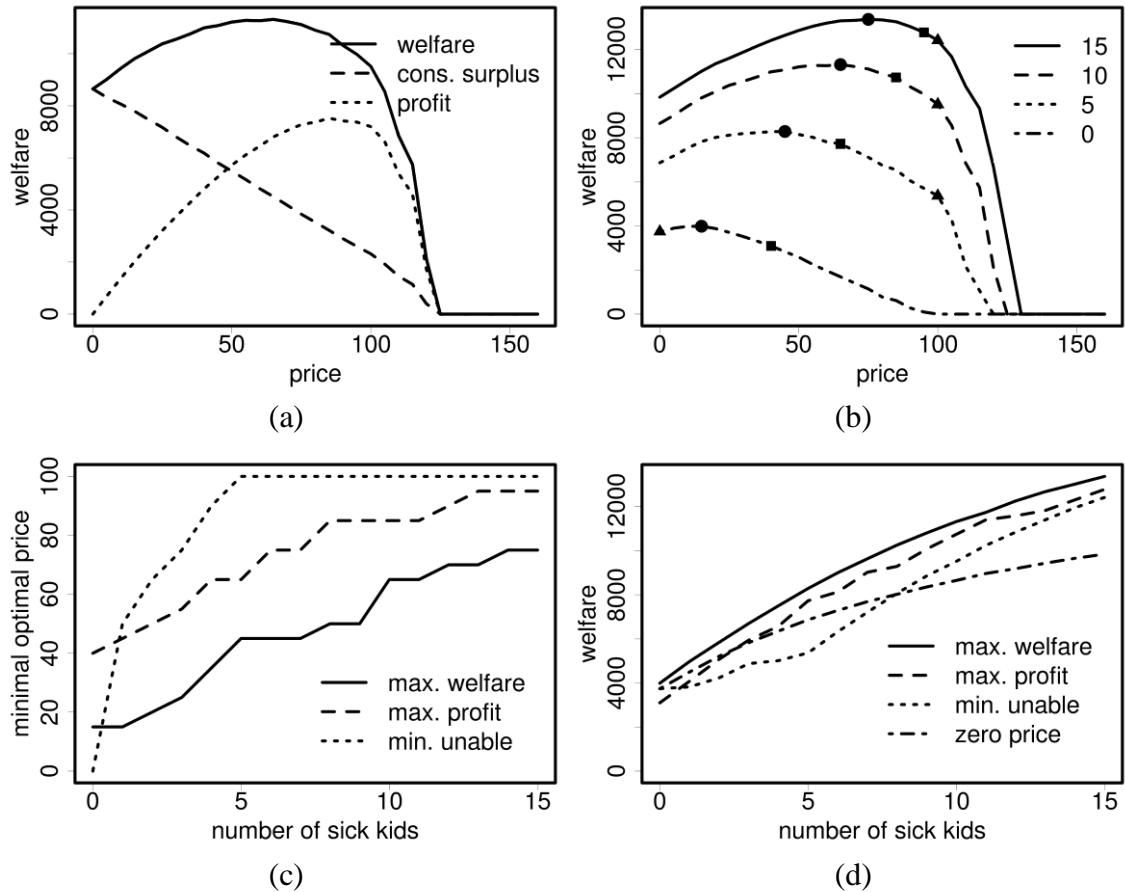 welfare
0 4000 8000
welfare
cons. surplus
profit
0 50 100 150
price
(a)
welfare
0 4000 8000 12000
15
10
5
0
0 50 100 150
price
(b)
minimal optimal price
0 20 40 60 80 100
max. welfare
max. profit
min. unable
0 5 10 15
number of sick kids
(c)
welfare
0 4000 8000 12000
max. welfare
max. profit
min. unable
zero price
0 5 10 15
number of sick kids
(d)